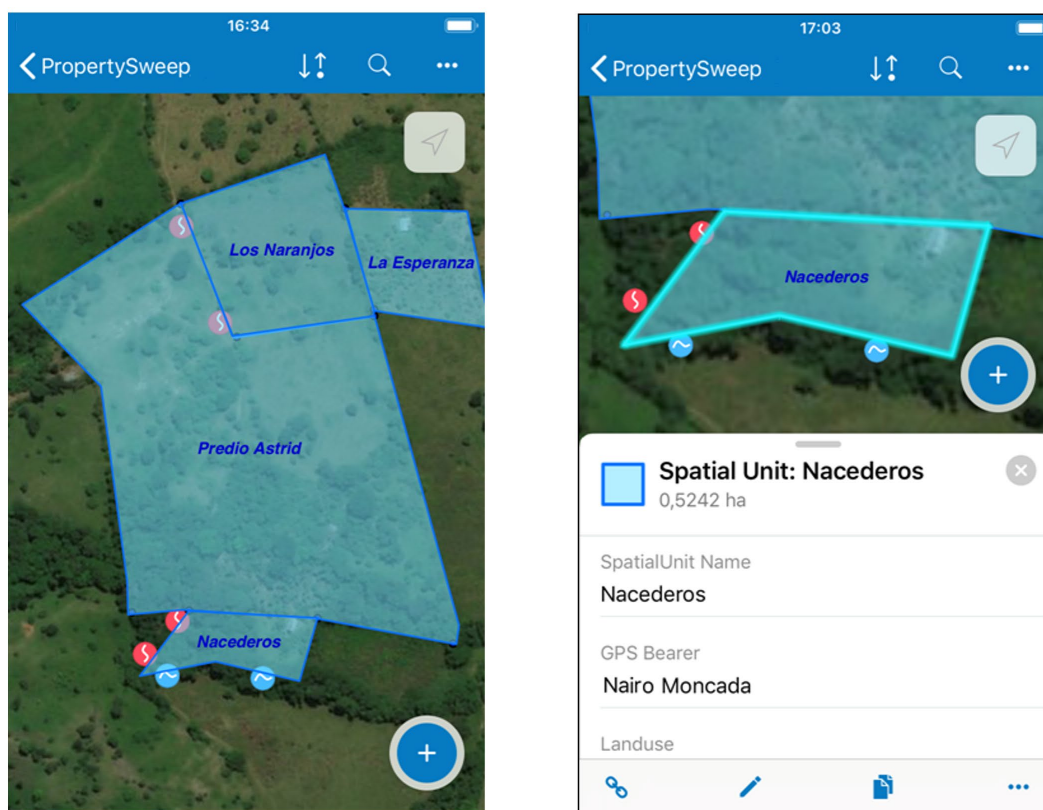 16:34
PropertySweep
Los Naranjos
La Esperanza
Predio Astrid
Nacederos
17:03
PropertySweep
Nacederos
Spatial Unit: Nacederos
0,5242 ha
SpatialUnit Name
Nacederos
GPS Bearer
Nairo Moncada
Landuse